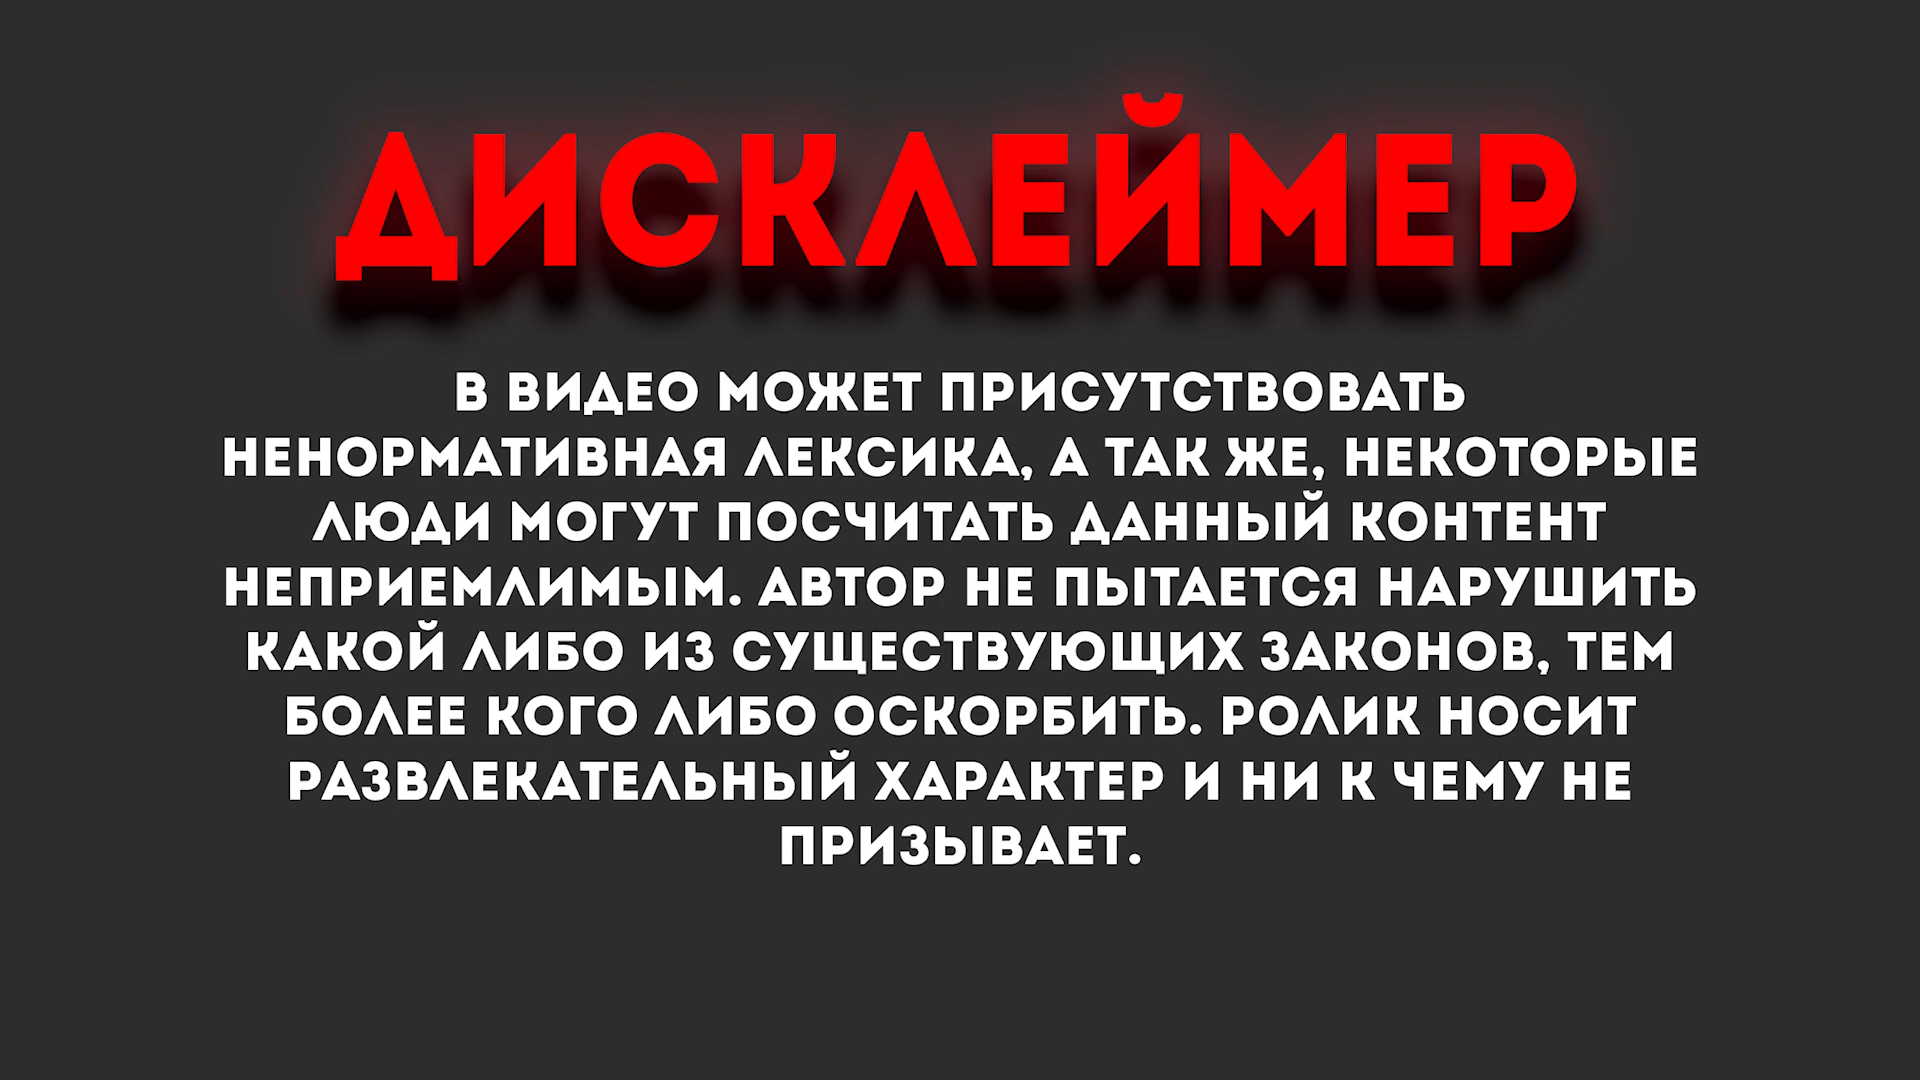 ДИСКЛЕЙМЕР
В ВИДЕО МОЖЕТ ПРИСУТСТВОВАТЬ
НЕНОРМАТИВНАЯ ЛЕКСИКА, А ТАК ЖЕ, НЕКОТОРЫЕ
ЛЮДИ МОГУТ ПОСЧИТАТЬ ДАННЫЙ КОНТЕНТ
НЕПРИЕМЛИМЫМ. АВТОР НЕ ПЫТАЕТСЯ НАРУШИТЬ
КАКОЙ ЛИБО ИЗ СУЩЕСТВУЮЩИХ ЗАКОНОВ, ТЕМ
БОЛЕЕ КОГО ЛИБО ОСКОРБИТЬ. РОЛИК НОСИТ
РАЗВЛЕКАТЕЛЬНЫЙ ХАРАКТЕР И НИ К ЧЕМУ НЕ
ПРИЗЫВАЕТ.